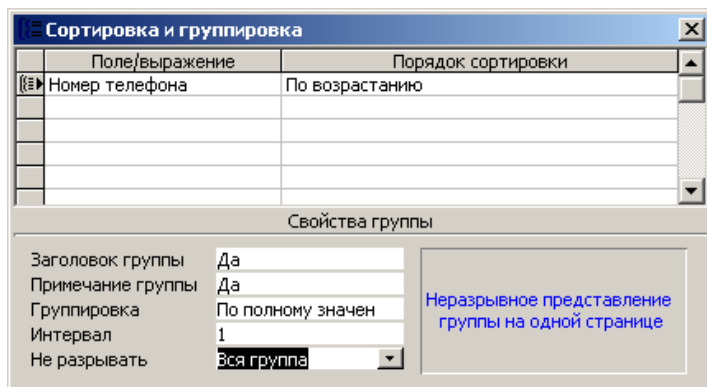 Сортировка и группировка
Поле/выражение Порядок сортировки
Номер телефона По возрастанию
Свойства группы
Заголовок группы Да
Примечание группы Да
Группировка По полному значен
Интервал 1
Не разрывать Вся группа
Неразрывное представление
группы на одной странице